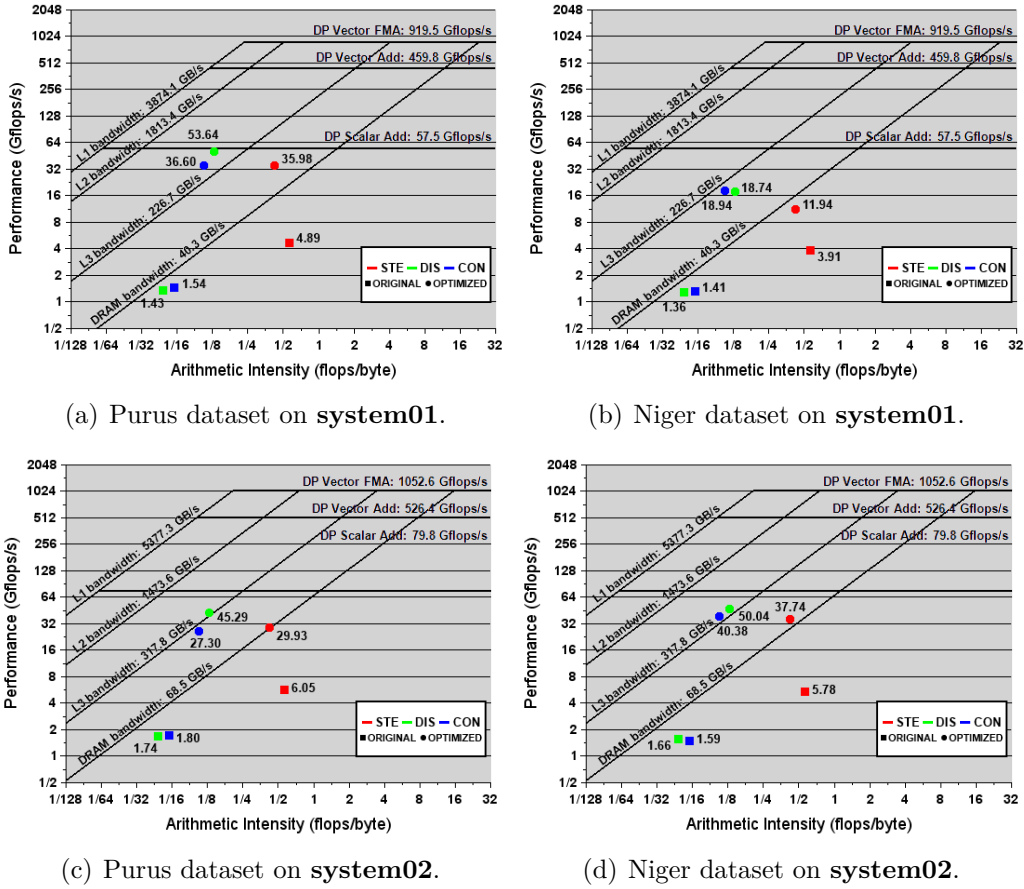 2048
1024
512
256
128
64
32
16
8
4
2
1
1/2
Performance (Gflops/s)
DP Vector FMA: 919.5 Gflops/s
DP Vector Add: 459.8 Gflops/s
DP Scalar Add: 57.5 Gflops/s
L1 bandwidth: 3874.1 GB/s
L2 bandwidth: 1813.4 GB/s
L3 bandwidth: 226.7 GB/s
DRAM bandwidth: 40.3 GB/s
53.64
36.60
35.98
4.89
1.54
1.43
STE DIS CON
ORIGINAL OPTIMIZED
1/128 1/64 1/32 1/16 1/8 1/4 1/2 1 2 4 8 16 32
Arithmetic Intensity (flops/byte)
(a) Purus dataset on system01.
2048
1024
512
256
128
64
32
16
8
4
2
1
1/2
Performance (Gflops/s)
DP Vector FMA: 919.5 Gflops/s
DP Vector Add: 459.8 Gflops/s
DP Scalar Add: 57.5 Gflops/s
L1 bandwidth: 3874.1 GB/s
L2 bandwidth: 1813.4 GB/s
L3 bandwidth: 226.7 GB/s
DRAM bandwidth: 40.3 GB/s
18.74
18.94
11.94
3.91
1.41
1.36
STE DIS CON
ORIGINAL OPTIMIZED
1/128 1/64 1/32 1/16 1/8 1/4 1/2 1 2 4 8 16 32
Arithmetic Intensity (flops/byte)
(b) Niger dataset on system01.
2048
1024
512
256
128
64
32
16
8
4
2
1
1/2
Performance (Gflops/s)
DP Vector FMA: 1052.6 Gflops/s
DP Vector Add: 526.4 Gflops/s
DP Scalar Add: 79.8 Gflops/s
L1 bandwidth: 5377.3 GB/s
L2 bandwidth: 1473.6 GB/s
L3 bandwidth: 317.8 GB/s
DRAM bandwidth: 68.5 GB/s
45.29
27.30
29.93
6.05
1.80
1.74
STE DIS CON
ORIGINAL OPTIMIZED
1/128 1/64 1/32 1/16 1/8 1/4 1/2 1 2 4 8 16 32
Arithmetic Intensity (flops/byte)
(c) Purus dataset on system02.
2048
1024
512
256
128
64
32
16
8
4
2
1
1/2
Performance (Gflops/s)
DP Vector FMA: 1052.6 Gflops/s
DP Vector Add: 526.4 Gflops/s
DP Scalar Add: 79.8 Gflops/s
L1 bandwidth: 5377.3 GB/s
L2 bandwidth: 1473.6 GB/s
L3 bandwidth: 317.8 GB/s
DRAM bandwidth: 68.5 GB/s
37.74
50.04
40.38
5.78
1.59
1.66
STE DIS CON
ORIGINAL OPTIMIZED
1/128 1/64 1/32 1/16 1/8 1/4 1/2 1 2 4 8 16 32
Arithmetic Intensity (flops/byte)
(d) Niger dataset on system02.